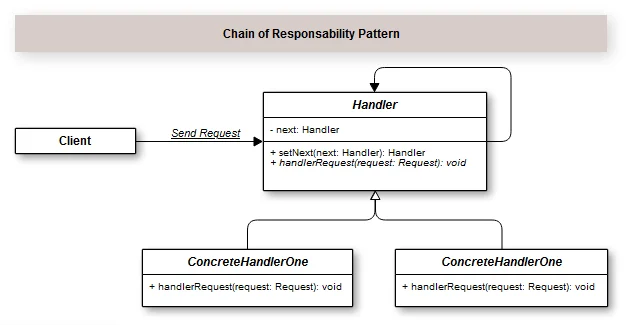 Chain of Responsability Pattern
Handler
- next: Handler
Client
Send Request
+ setNext(next: Handler): Handler
+ handlerRequest(request: Request): void
ConcreteHandlerOne
+ handlerRequest(request: Request): void
ConcreteHandlerOne
+ handlerRequest(request: Request): void